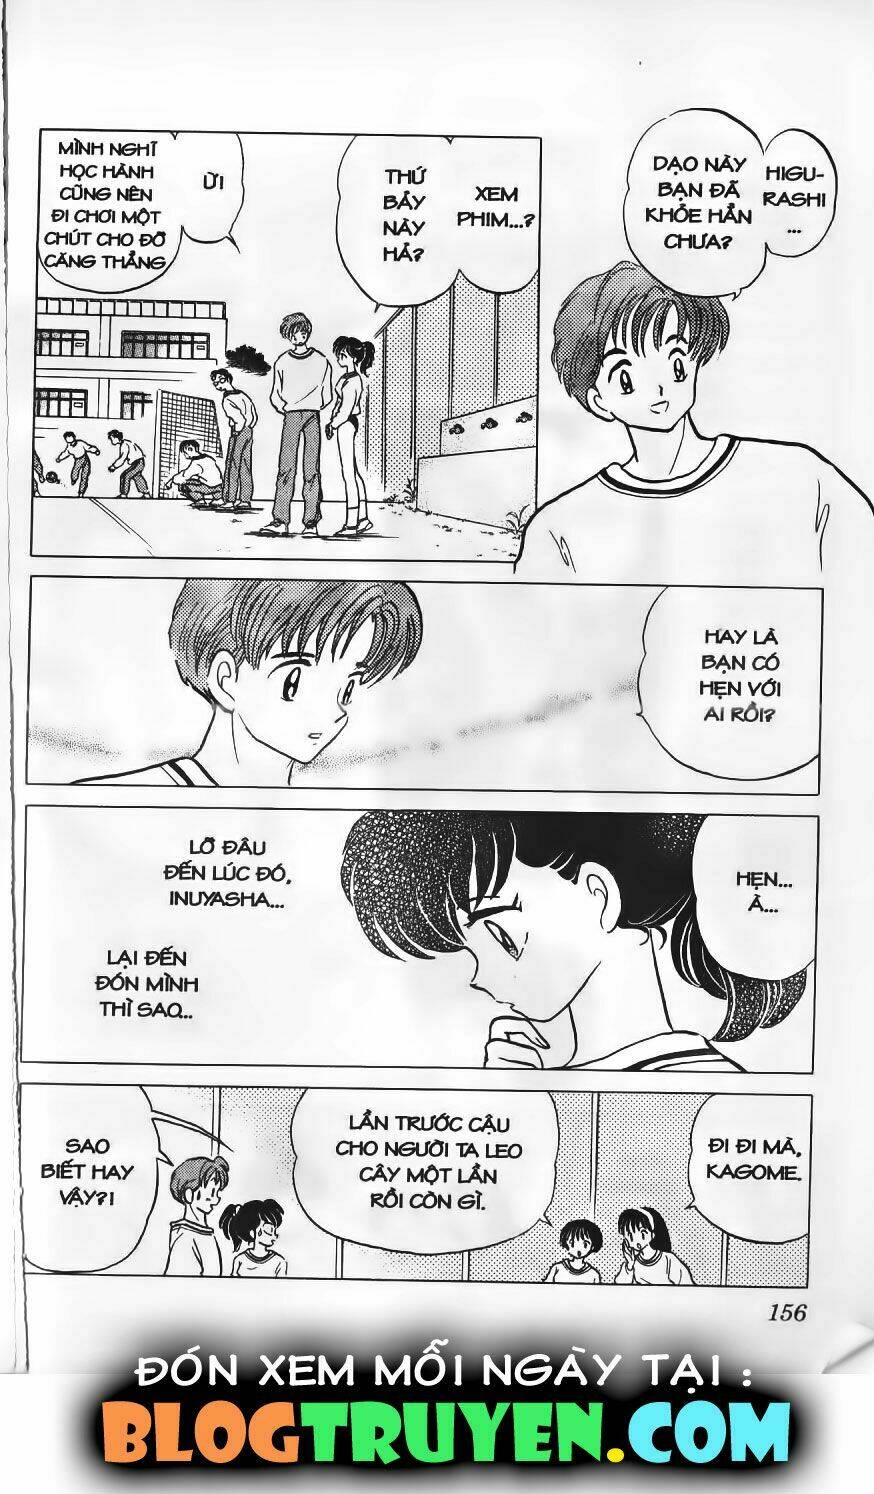 HIGU-
RASHI
...
DẠO NÀY
BẠN ĐÃ
KHỎE HẲN
CHƯA?
XEM
PHIM...?
THỨ
BẢY
NÀY
HẢ?
Ừ!
MÌNH NGHĨ
HỌC HÀNH
CŨNG NÊN
ĐI CHƠI MỘT
CHÚT CHO ĐỠ
CĂNG THẲNG
HAY LÀ
BẠN CÓ
HẸN VỚI
AI RỒI?
HẸN...
À...
LỠ ĐÂU
ĐẾN LÚC ĐÓ,
INUYASHA...
LẠI ĐẾN
ĐÓN MÌNH
THÌ SAO...
ĐI ĐI MÀ,
KAGOME.
LẦN TRƯỚC CẬU
CHO NGƯỜI TA LEO
CÂY MỘT LẦN
RỒI CÒN GÌ.
SAO
BIẾT HAY
VẬY?!
156
ĐÓN XEM MỖI NGÀY TẠI :
BLOGTRUYEN.COM